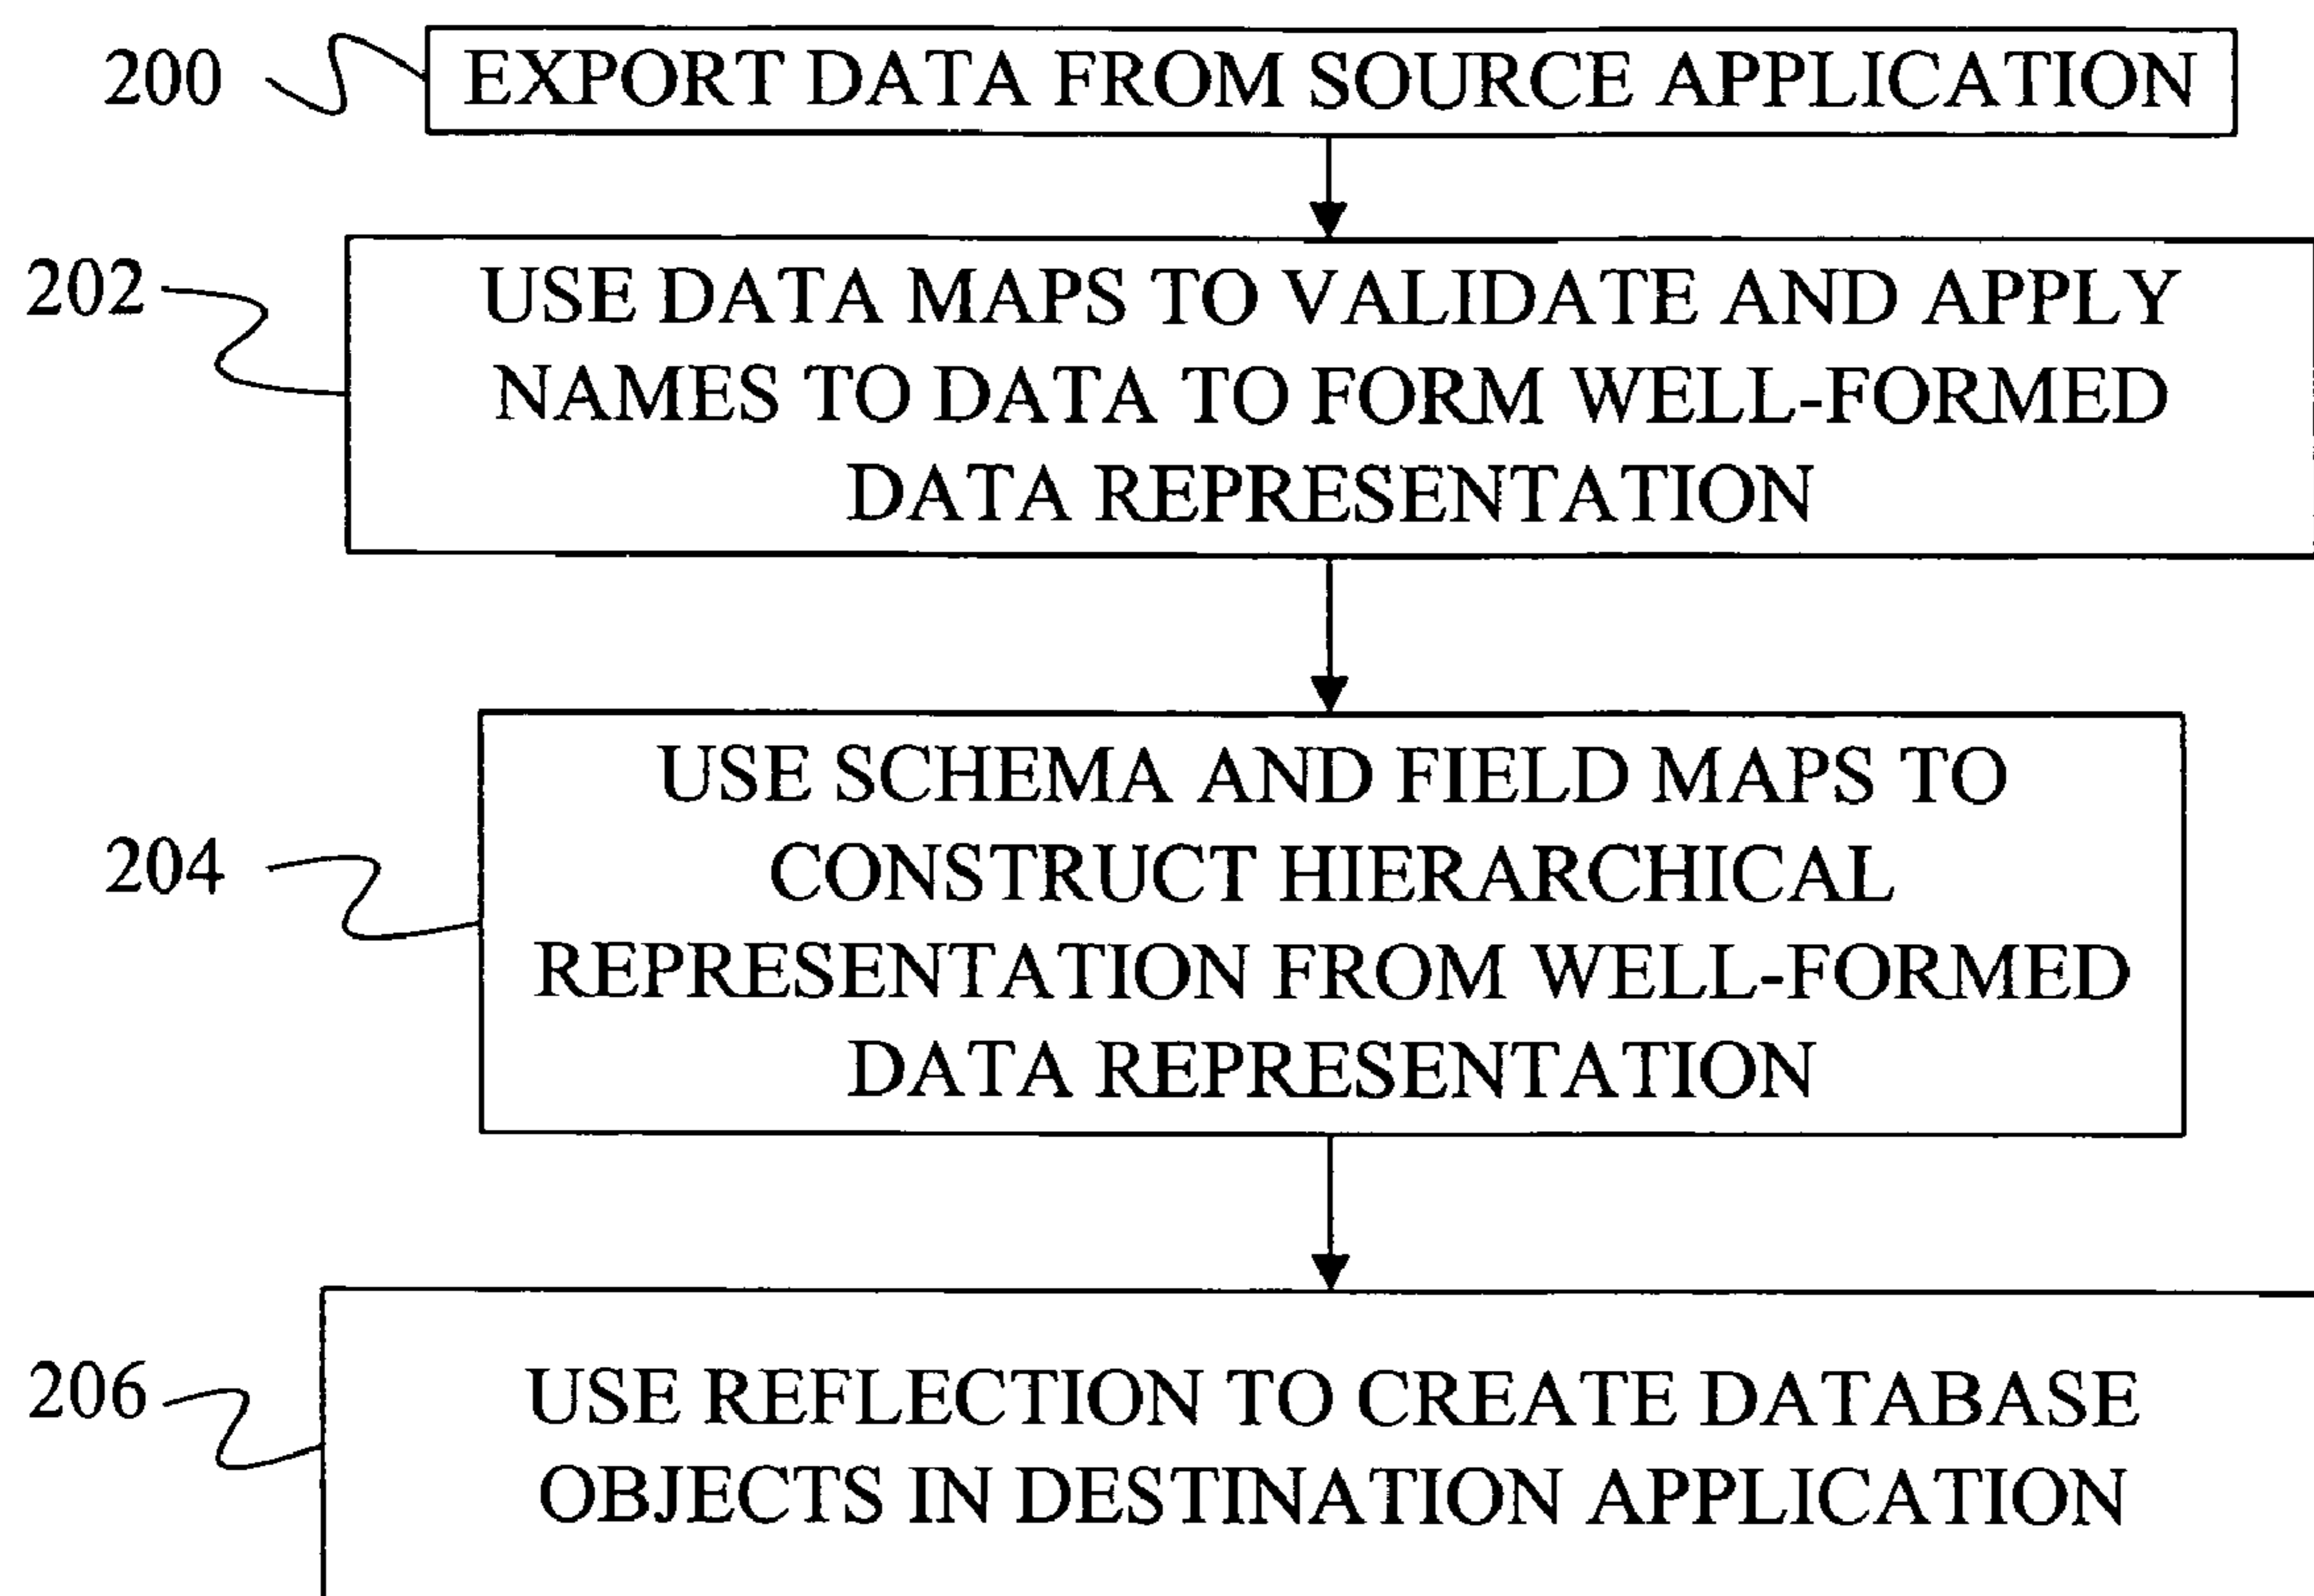 200 EXPORT DATA FROM SOURCE APPLICATION
202 USE DATA MAPS TO VALIDATE AND APPLY
NAMES TO DATA TO FORM WELL-FORMED
DATA REPRESENTATION
USE SCHEMA AND FIELD MAPS TO
204 CONSTRUCT HIERARCHICAL
REPRESENTATION FROM WELL-FORMED
DATA REPRESENTATION
206 USE REFLECTION TO CREATE DATABASE
OBJECTS IN DESTINATION APPLICATION